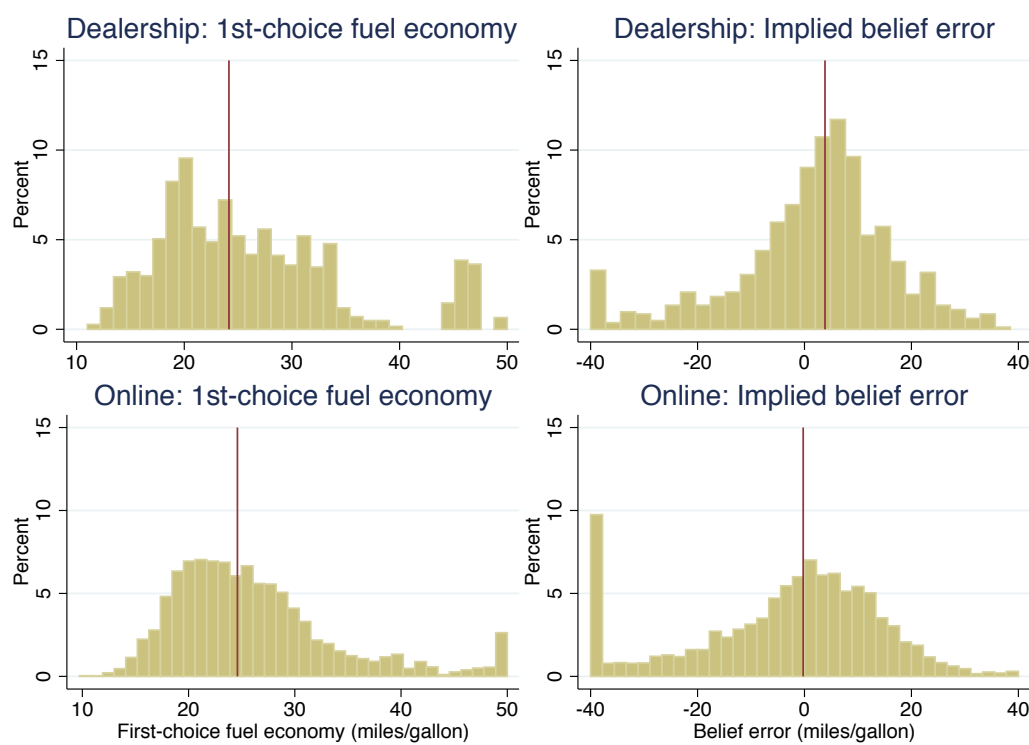 Dealership: 1st-choice fuel economy
Percent
0 5 10 15
10 20 30 40 50
Dealership: Implied belief error
Percent
0 5 10 15
-40 -20 0 20 40
Online: 1st-choice fuel economy
Percent
0 5 10 15
10 20 30 40 50
First-choice fuel economy (miles/gallon)
Online: Implied belief error
Percent
0 5 10 15
-40 -20 0 20 40
Belief error (miles/gallon)